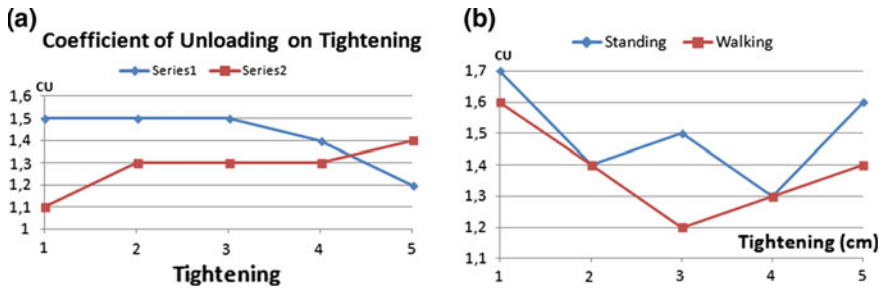 (a)
Coefficient of Unloading on Tightening
Series1 Series2
CU
1,6
1,5
1,4
1,3
1,2
1,1
1
1 2 3 4 5
Tightening
(b)
Standing Walking
CU
1,7
1,6
1,5
1,4
1,3
1,2
1,1
Tightening (cm)
1 2 3 4 5